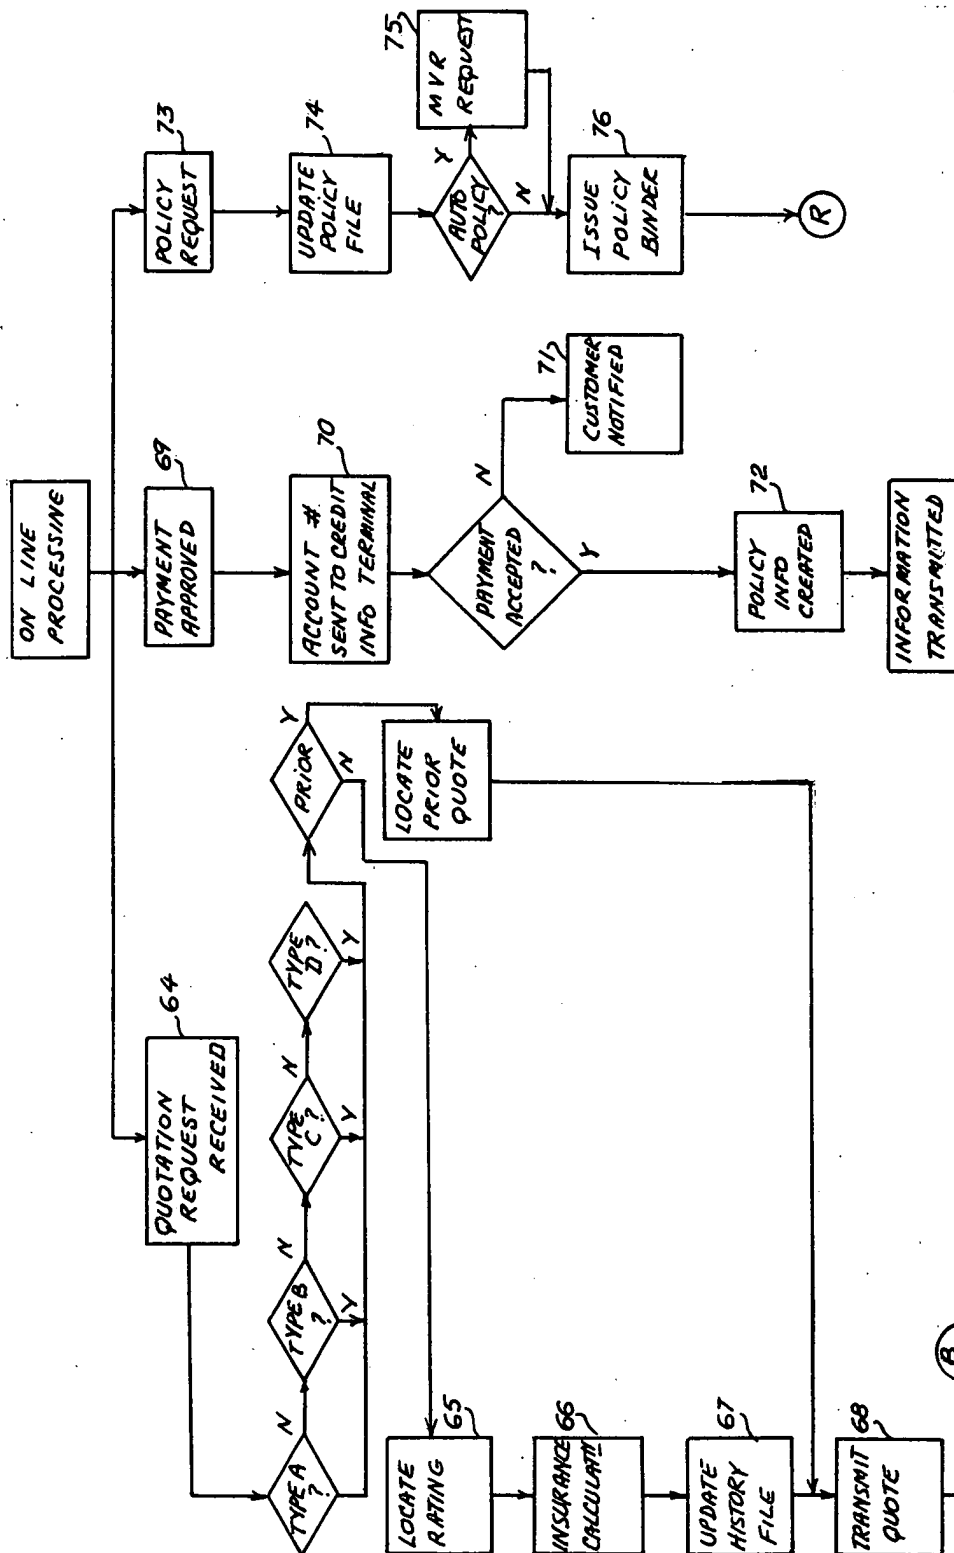 ON LINE
PROCESSINE
QUOTATION
REQUEST
RECEIVED
64
TYPE A
?
N
TYPE B
?
N
Y
TYPE
C?
N
Y
TYPE
D?
Y
PRIOR
Y
N
LOCATE
PRIOR
QUOTE
LOCATE
RATING
65
INSURANCE
66
UPDATE
HISTORY
FILE
67
TRANSMIT
QUOTE
68
PAYMENT
APPROVED
69
ACCOUNT #
SENT TO CREDIT
INFO TERMINAL
70
PAYMENT
ACCEPTED
?
N
Y
CUSTOMER
NOTIFIED
71
POLICY
INFO
CREATED
72
INFORMATION
TRANSMITTED
POLICY
REQUEST
73
UPDATE
POLICY
FILE
74
AUTO
POLICY?
Y
N
MVR
REQUEST
75
ISSUE
POLICY
BINDER
76
R